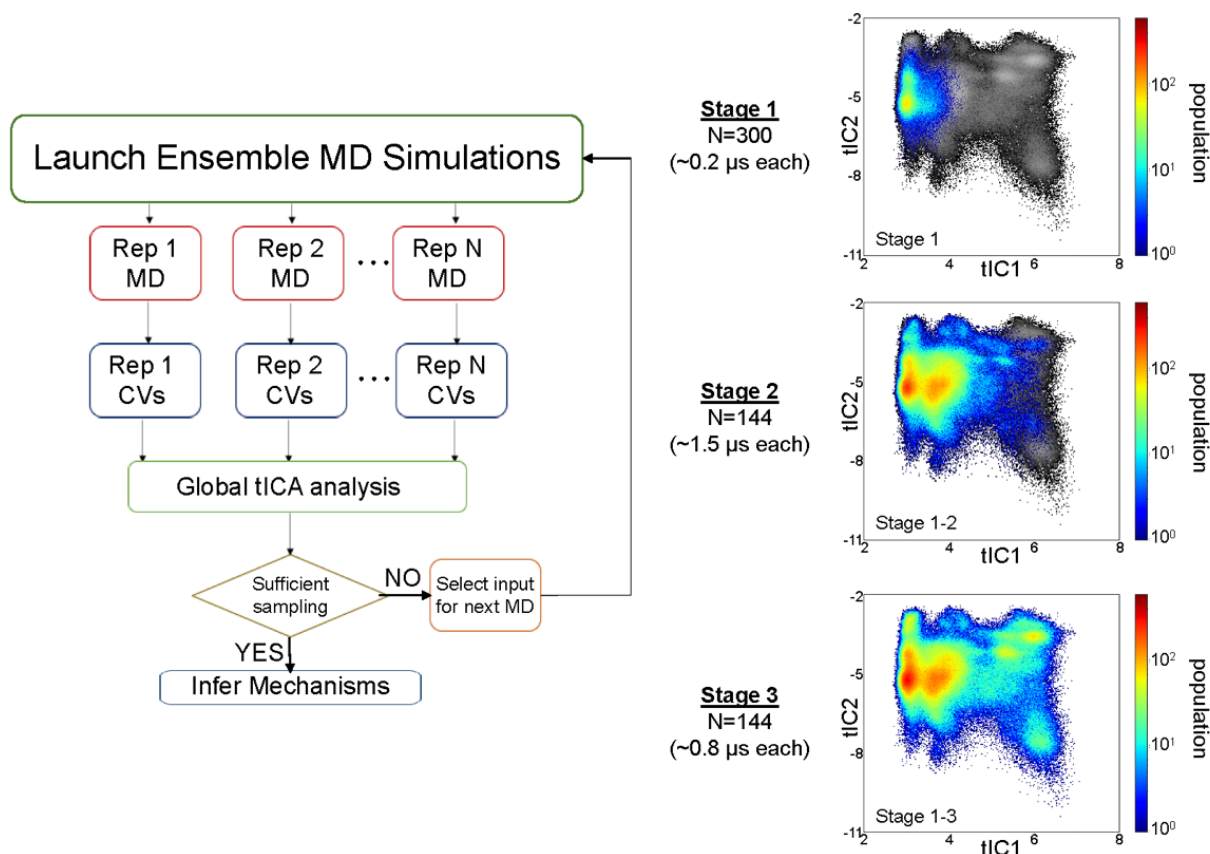 Launch Ensemble MD Simulations
Rep 1
MD
Rep 2
MD
...
Rep N
MD
Rep 1
CVs
Rep 2
CVs
...
Rep N
CVs
Global tICA analysis
Sufficient
sampling
NO
Select input
for next MD
YES
Infer Mechanisms
Stage 1
N=300
(~0.2 µs each)
-2
-5
-8
-11
tIC2
Stage 1
2
4
6
8
tIC1
10²
10¹
10⁰
population
Stage 2
N=144
(~1.5 µs each)
-2
-5
-8
-11
tIC2
Stage 1-2
2
4
6
8
tIC1
10²
10¹
10⁰
population
Stage 3
N=144
(~0.8 µs each)
-2
-5
-8
-11
tIC2
Stage 1-3
2
4
6
8
tIC1
10²
10¹
10⁰
population